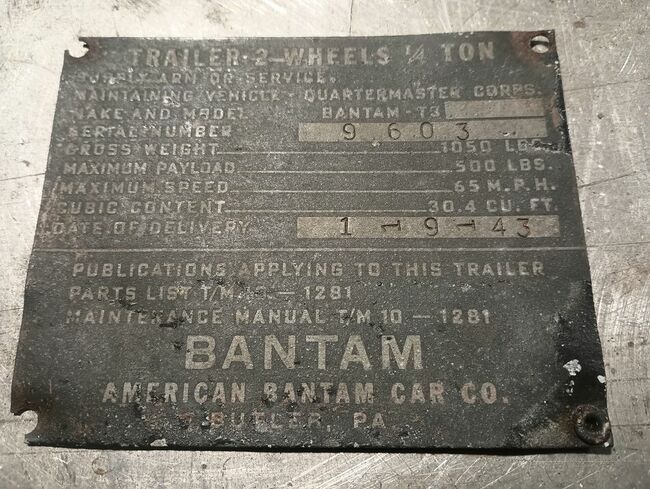 TRAILER-2-WHEELS 1/4 TON
SUPPLY ARM OR SERVICE.
MAINTAINING VEHICLE - QUARTERMASTER CORPS.
MAKE AND MODEL BANTAM-T3
SERIAL NUMBER 9603
GROSS WEIGHT 1050 LBS.
MAXIMUM PAYLOAD 500 LBS.
MAXIMUM SPEED 65 M.P.H.
CUBIC CONTENT 30.4 CU. FT.
DATE OF DELIVERY 1-9-43
PUBLICATIONS APPLYING TO THIS TRAILER
PARTS LIST T/M 10 - 1281
MAINTENANCE MANUAL T/M 10 - 1281
BANTAM
AMERICAN BANTAM CAR CO.
BUTLER, PA.